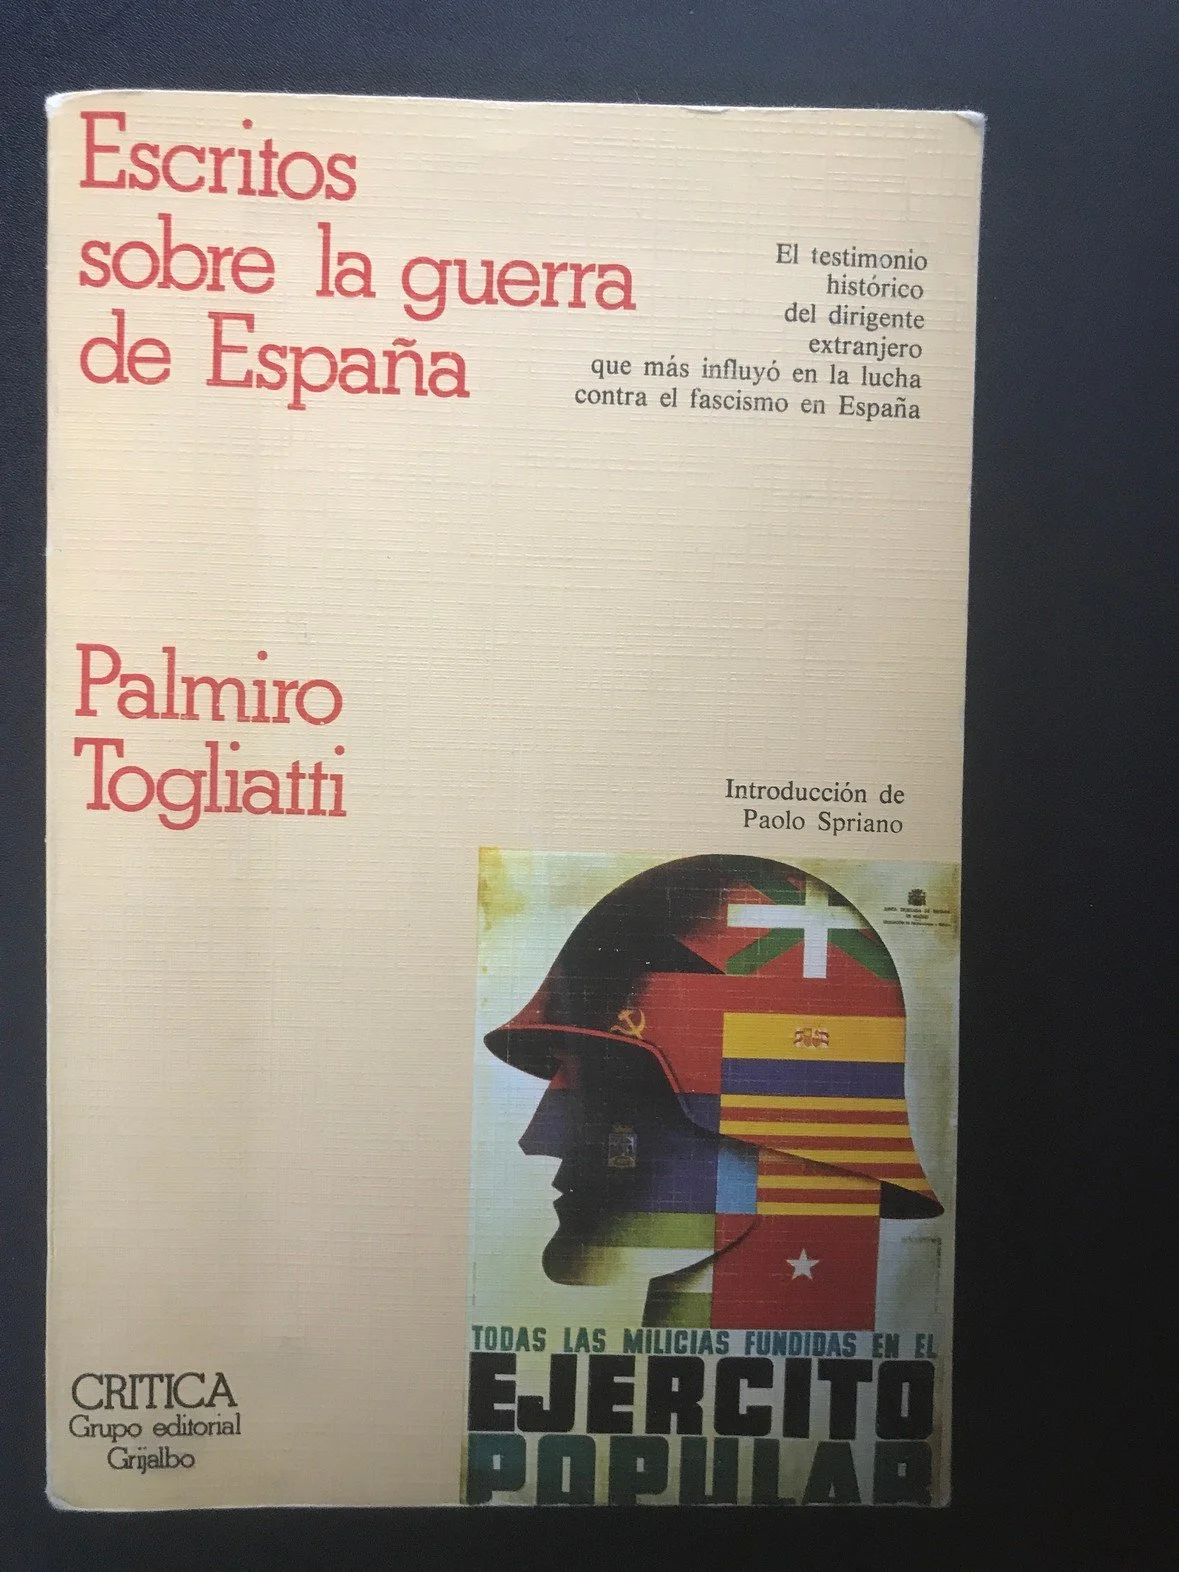 Escritos
sobre la guerra
de España
El testimonio
histórico
del dirigente
extranjero
que más influyó en la lucha
contra el fascismo en España
Palmiro
Togliatti
Introducción de
Paolo Spriano
TODAS LAS MILICIAS FUNDIDAS EN EL
EJERCITO
POPULAR
CRITICA
Grupo editorial
Grijalbo